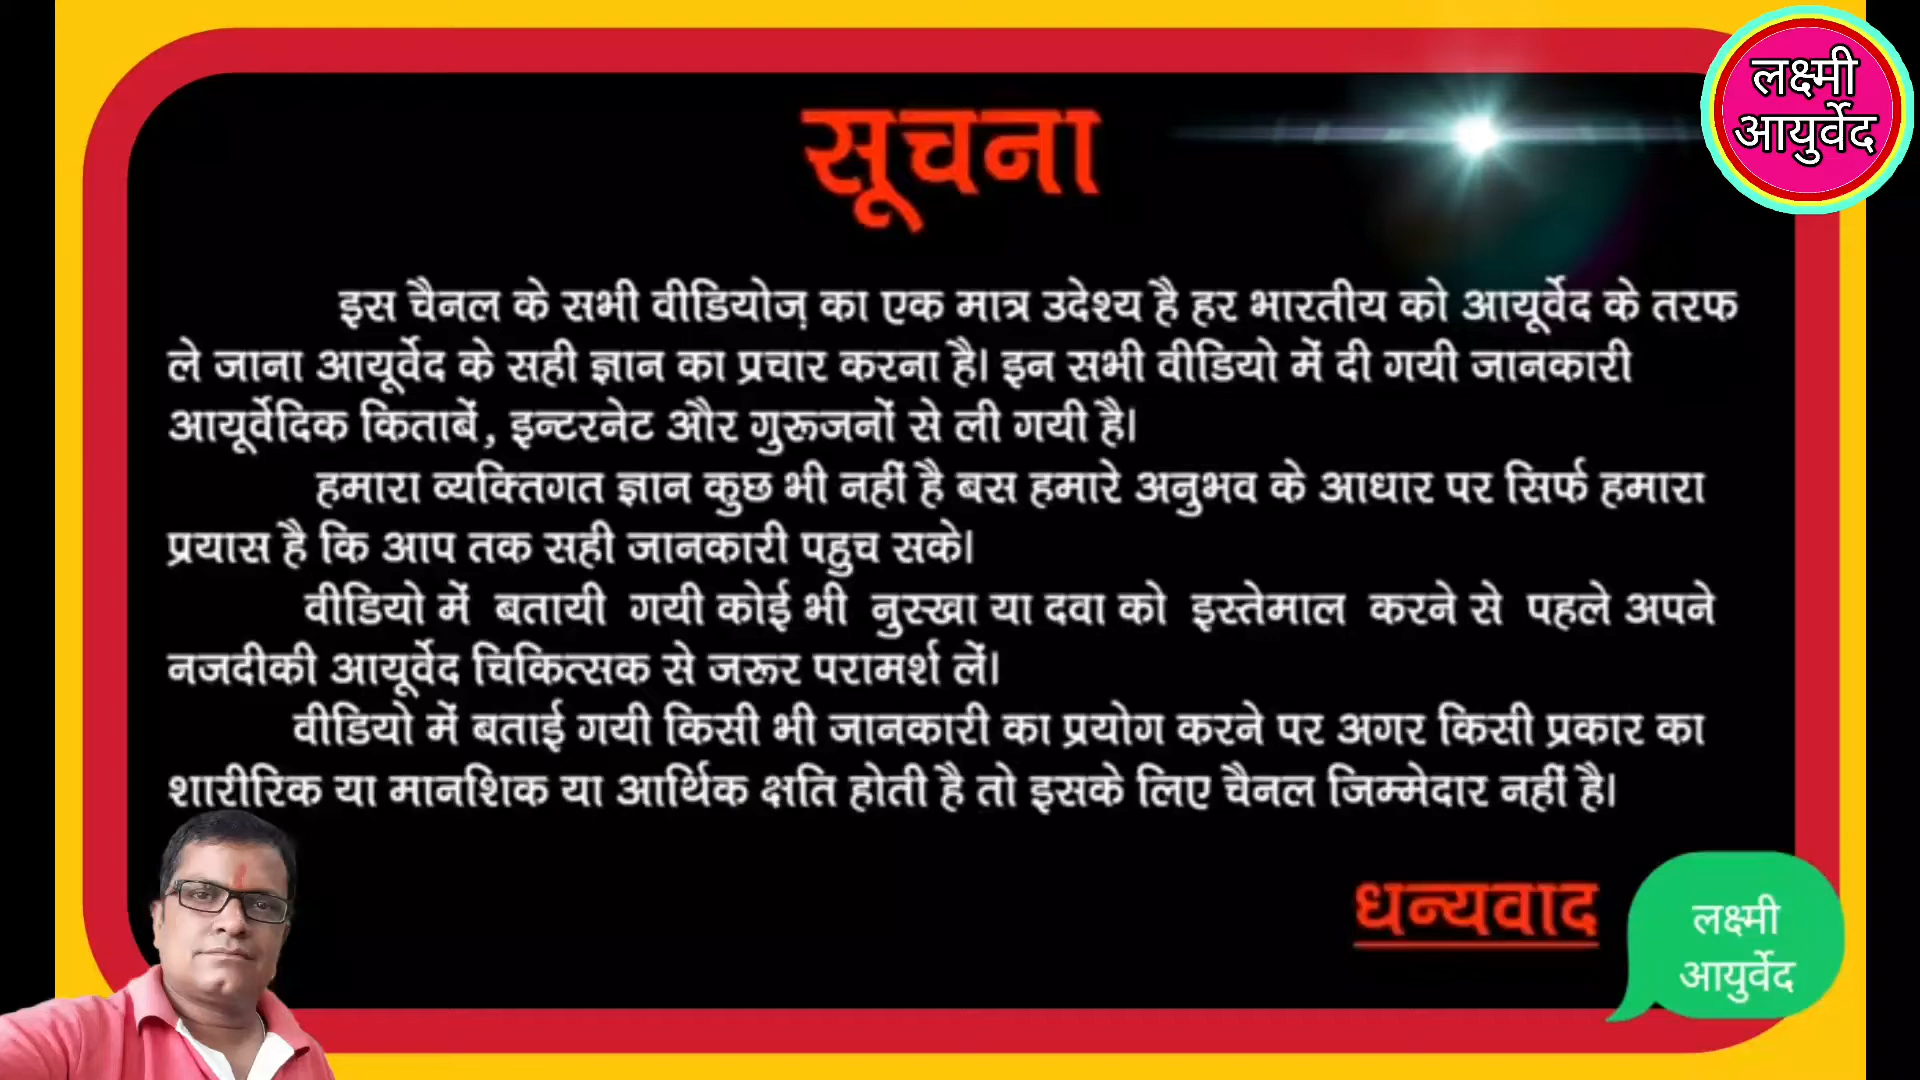 लक्ष्मी
आयुर्वेद
सूचना
इस चैनल के सभी वीडियोज़ का एक मात्र उदेश्य है हर भारतीय को आयूर्वेद के तरफ
ले जाना आयूर्वेद के सही ज्ञान का प्रचार करना है। इन सभी वीडियो में दी गयी जानकारी
आयूर्वेदिक किताबें, इन्टरनेट और गुरूजनों से ली गयी है।
हमारा व्यक्तिगत ज्ञान कुछ भी नहीं है बस हमारे अनुभव के आधार पर सिर्फ हमारा
प्रयास है कि आप तक सही जानकारी पहुच सके।
वीडियो में बतायी गयी कोई भी नुस्खा या दवा को इस्तेमाल करने से पहले अपने
नजदीकी आयूर्वेद चिकित्सक से जरूर परामर्श लें।
वीडियो में बताई गयी किसी भी जानकारी का प्रयोग करने पर अगर किसी प्रकार का
शारीरिक या मानशिक या आर्थिक क्षति होती है तो इसके लिए चैनल जिम्मेदार नहीं है।
धन्यवाद
लक्ष्मी
आयुर्वेद